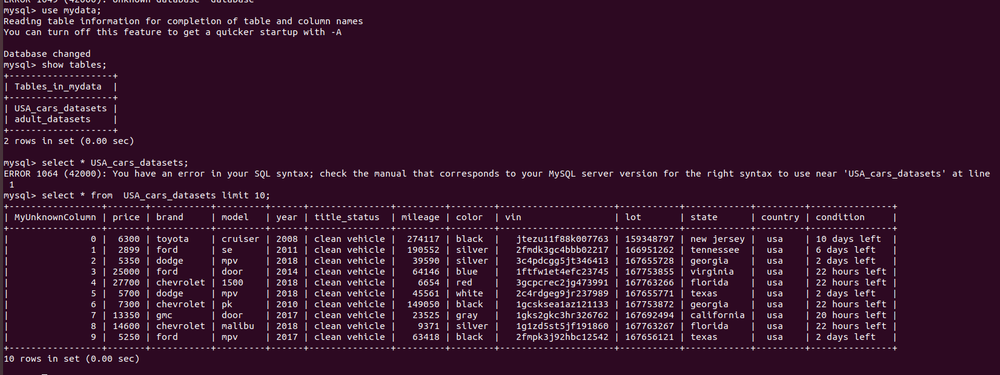 ERROR 1049 (42000): Unknown database 'database'
mysql> use mydata;
Reading table information for completion of table and column names
You can turn off this feature to get a quicker startup with -A

Database changed
mysql> show tables;
+-------------------+
| Tables_in_mydata  |
+-------------------+
| USA_cars_datasets |
| adult_datasets    |
+-------------------+
2 rows in set (0.00 sec)

mysql> select * USA_cars_datasets;
ERROR 1064 (42000): You have an error in your SQL syntax; check the manual that corresponds to your MySQL server version for the right syntax to use near 'USA_cars_datasets' at line
 1
mysql> select * from  USA_cars_datasets limit 10;
+-----------------+-------+-----------+---------+------+---------------+---------+--------+---------------------+-----------+------------+---------+---------------+
| MyUnknownColumn | price | brand     | model   | year | title_status  | mileage | color  | vin                 | lot       | state      | country | condition     |
+-----------------+-------+-----------+---------+------+---------------+---------+--------+---------------------+-----------+------------+---------+---------------+
|               0 |  6300 | toyota    | cruiser | 2008 | clean vehicle |  274117 | black  |   jtezu11f88k007763 | 159348797 | new jersey |   usa   | 10 days left  |
|               1 |  2899 | ford      | se      | 2011 | clean vehicle |  190552 | silver |   2fmdk3gc4bbb02217 | 166951262 | tennessee  |   usa   | 6 days left   |
|               2 |  5350 | dodge     | mpv     | 2018 | clean vehicle |   39590 | silver |   3c4pdcgg5jt346413 | 167655728 | georgia    |   usa   | 2 days left   |
|               3 | 25000 | ford      | door    | 2014 | clean vehicle |   64146 | blue   |   1ftfw1et4efc23745 | 167753855 | virginia   |   usa   | 22 hours left |
|               4 | 27700 | chevrolet | 1500    | 2018 | clean vehicle |    6654 | red    |   3gcpcrec2jg473991 | 167763266 | florida    |   usa   | 22 hours left |
|               5 |  5700 | dodge     | mpv     | 2018 | clean vehicle |   45561 | white  |   2c4rdgeg9jr237989 | 167655771 | texas      |   usa   | 2 days left   |
|               6 |  7300 | chevrolet | pk      | 2010 | clean vehicle |  149050 | black  |   1gcsksea1az121133 | 167753872 | georgia    |   usa   | 22 hours left |
|               7 | 13350 | gmc       | door    | 2017 | clean vehicle |   23525 | gray   |   1gks2gkc3hr326762 | 167692494 | california |   usa   | 20 hours left |
|               8 | 14600 | chevrolet | malibu  | 2018 | clean vehicle |    9371 | silver |   1g1zd5st5jf191860 | 167763267 | florida    |   usa   | 22 hours left |
|               9 |  5250 | ford      | mpv     | 2017 | clean vehicle |   63418 | black  |   2fmpk3j92hbc12542 | 167656121 | texas      |   usa   | 2 days left   |
+-----------------+-------+-----------+---------+------+---------------+---------+--------+---------------------+-----------+------------+---------+---------------+
10 rows in set (0.00 sec)